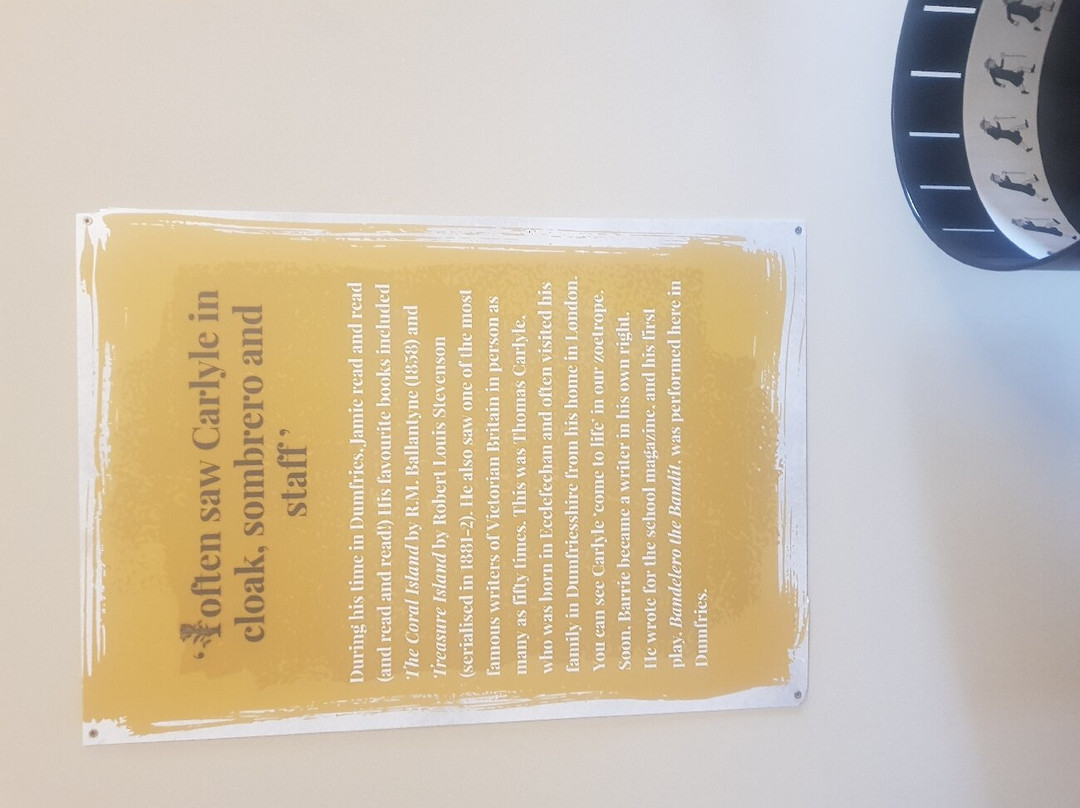 ‘I often saw Carlyle in
cloak, sombrero and
staff’
During his time in Dumfries, Jamie read and read
(and read and read!) His favourite books included
The Coral Island by R.M. Ballantyne (1858) and
Treasure Island by Robert Louis Stevenson
(serialised in 1881-2). He also saw one of the most
famous writers of Victorian Britain in person as
many as fifty times. This was Thomas Carlyle,
who was born in Ecclefechan and often visited his
family in Dumfriesshire from his home in London.
You can see Carlyle ‘come to life’ in our zoetrope.
Soon, Barrie became a writer in his own right.
He wrote for the school magazine, and his first
play, Bandelero the Bandit, was performed here in
Dumfries.